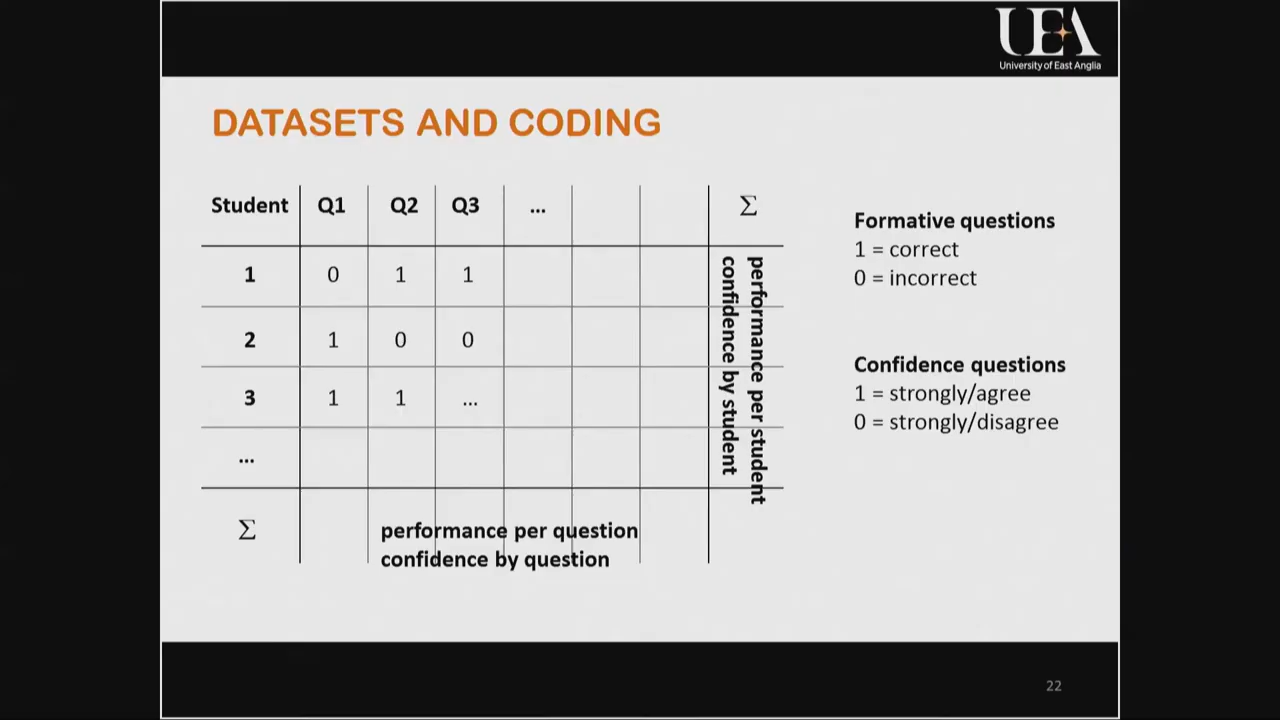 UEA
University of East Anglia
DATASETS AND CODING
Student Q1 Q2 Q3 ... Σ
1 0 1 1
2 1 0 0
3 1 1 ...
...
Σ
performance per question
confidence by question
performance per student
confidence by student
Formative questions
1 = correct
0 = incorrect
Confidence questions
1 = strongly/agree
0 = strongly/disagree
22